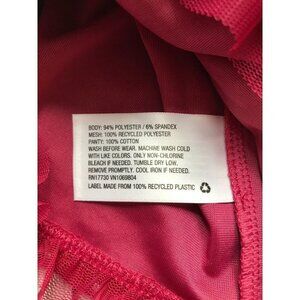 BODY: 94% POLYESTER / 6% SPANDEX
MESH: 100% RECYCLED POLYESTER
PANTY: 100% COTTON
WASH BEFORE WEAR. MACHINE WASH COLD
WITH LIKE COLORS. ONLY NON-CHLORINE
BLEACH IF NEEDED. TUMBLE DRY LOW.
REMOVE PROMPTLY. COOL IRON IF NEEDED.
RN17730 VN1069804
LABEL MADE FROM 100% RECYCLED PLASTIC